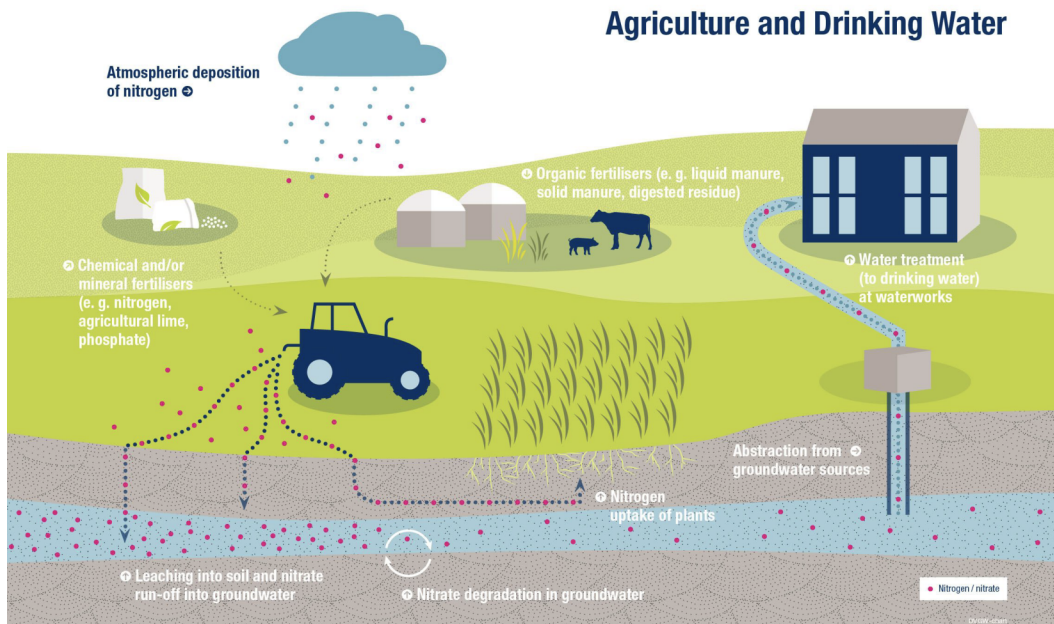 Agriculture and Drinking Water
Atmospheric deposition
of nitrogen
Organic fertilisers (e. g. liquid manure,
solid manure, digested residue)
Chemical and/or
mineral fertilisers
(e. g. nitrogen,
agricultural lime,
phosphate)
Water treatment
(to drinking water)
at waterworks
Abstraction from
groundwater sources
Nitrogen
uptake of plants
Leaching into soil and nitrate
run-off into groundwater
Nitrate degradation in groundwater
Nitrogen / nitrate